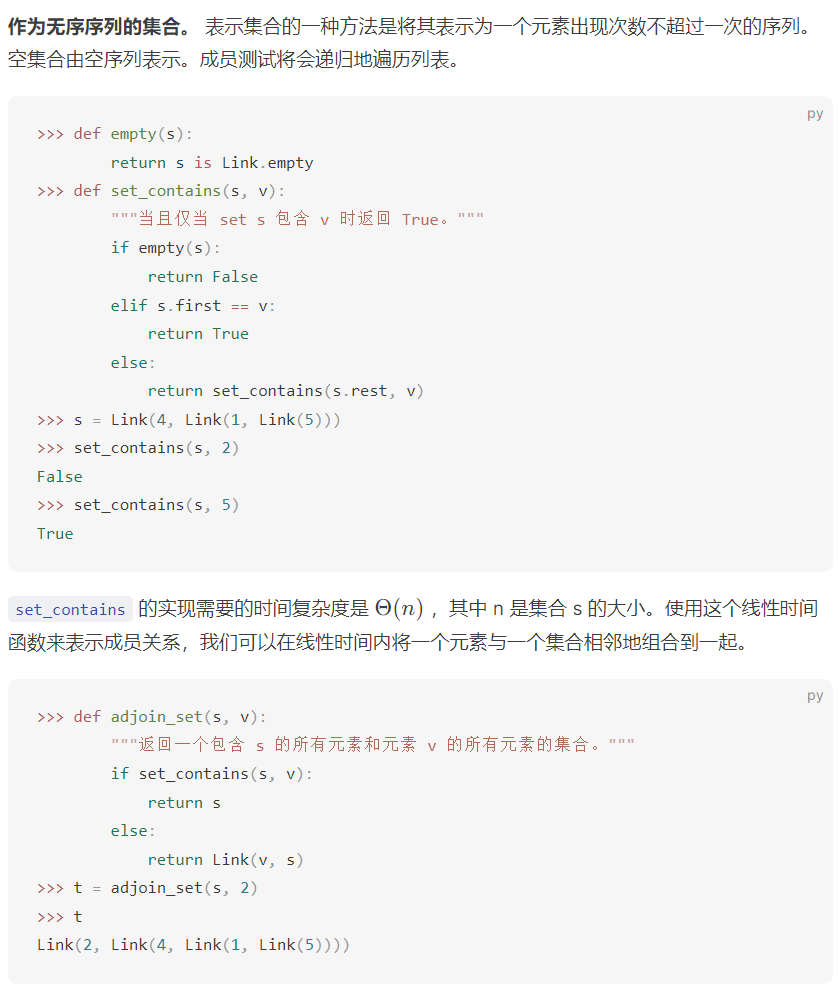 作为无序序列的集合。 表示集合的一种方法是将其表示为一个元素出现次数不超过一次的序列。
空集合由空序列表示。成员测试将会递归地遍历列表。
py
>>> def empty(s):
        return s is Link.empty
>>> def set_contains(s, v):
        """当且仅当 set s 包含 v 时返回 True。"""
        if empty(s):
            return False
        elif s.first == v:
            return True
        else:
            return set_contains(s.rest, v)
>>> s = Link(4, Link(1, Link(5)))
>>> set_contains(s, 2)
False
>>> set_contains(s, 5)
True
set_contains 的实现需要的时间复杂度是 Θ(n) ，其中 n 是集合 s 的大小。使用这个线性时间
函数来表示成员关系，我们可以在线性时间内将一个元素与一个集合相邻地组合到一起。
py
>>> def adjoin_set(s, v):
        """返回一个包含 s 的所有元素和元素 v 的所有元素的集合。"""
        if set_contains(s, v):
            return s
        else:
            return Link(v, s)
>>> t = adjoin_set(s, 2)
>>> t
Link(2, Link(4, Link(1, Link(5))))